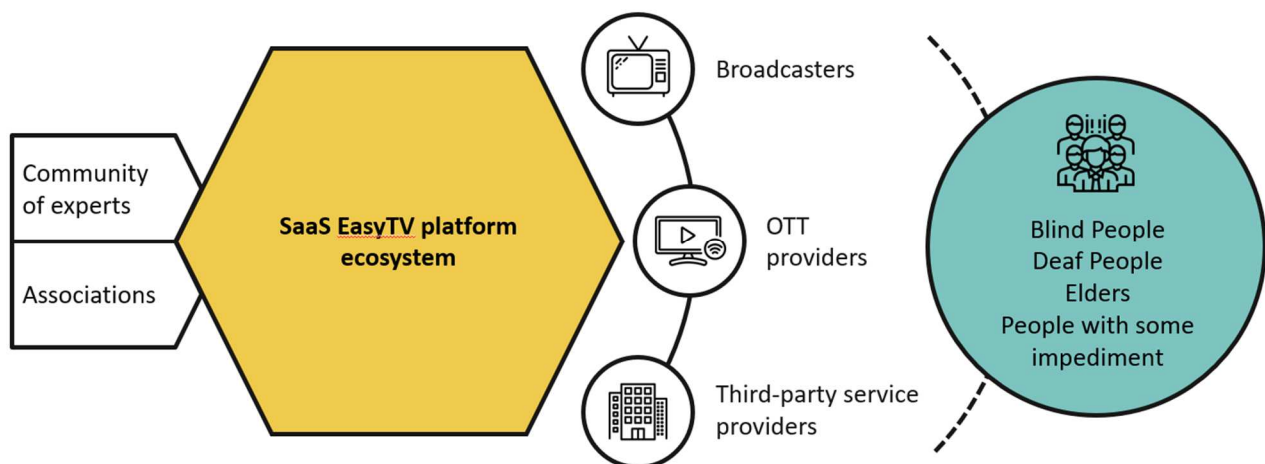 Community
of experts
Associations
SaaS EasyTV platform
ecosystem
Broadcasters
OTT
providers
Third-party service
providers
Blind People
Deaf People
Elders
People with some
impediment